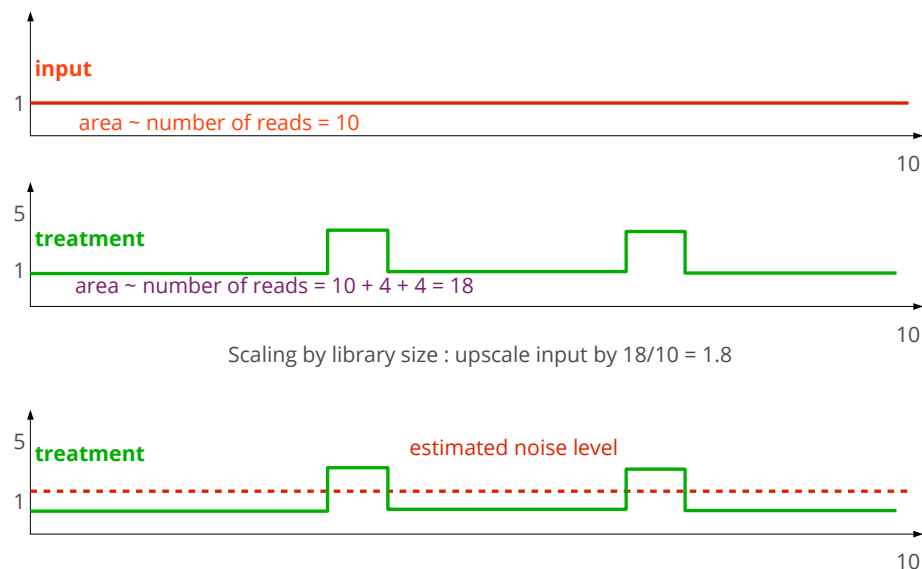 input
1
area ~ number of reads = 10
10
5
treatment
1
area ~ number of reads = 10 + 4 + 4 = 18
10
Scaling by library size : upscale input by 18/10 = 1.8
5
estimated noise level
treatment
1
10